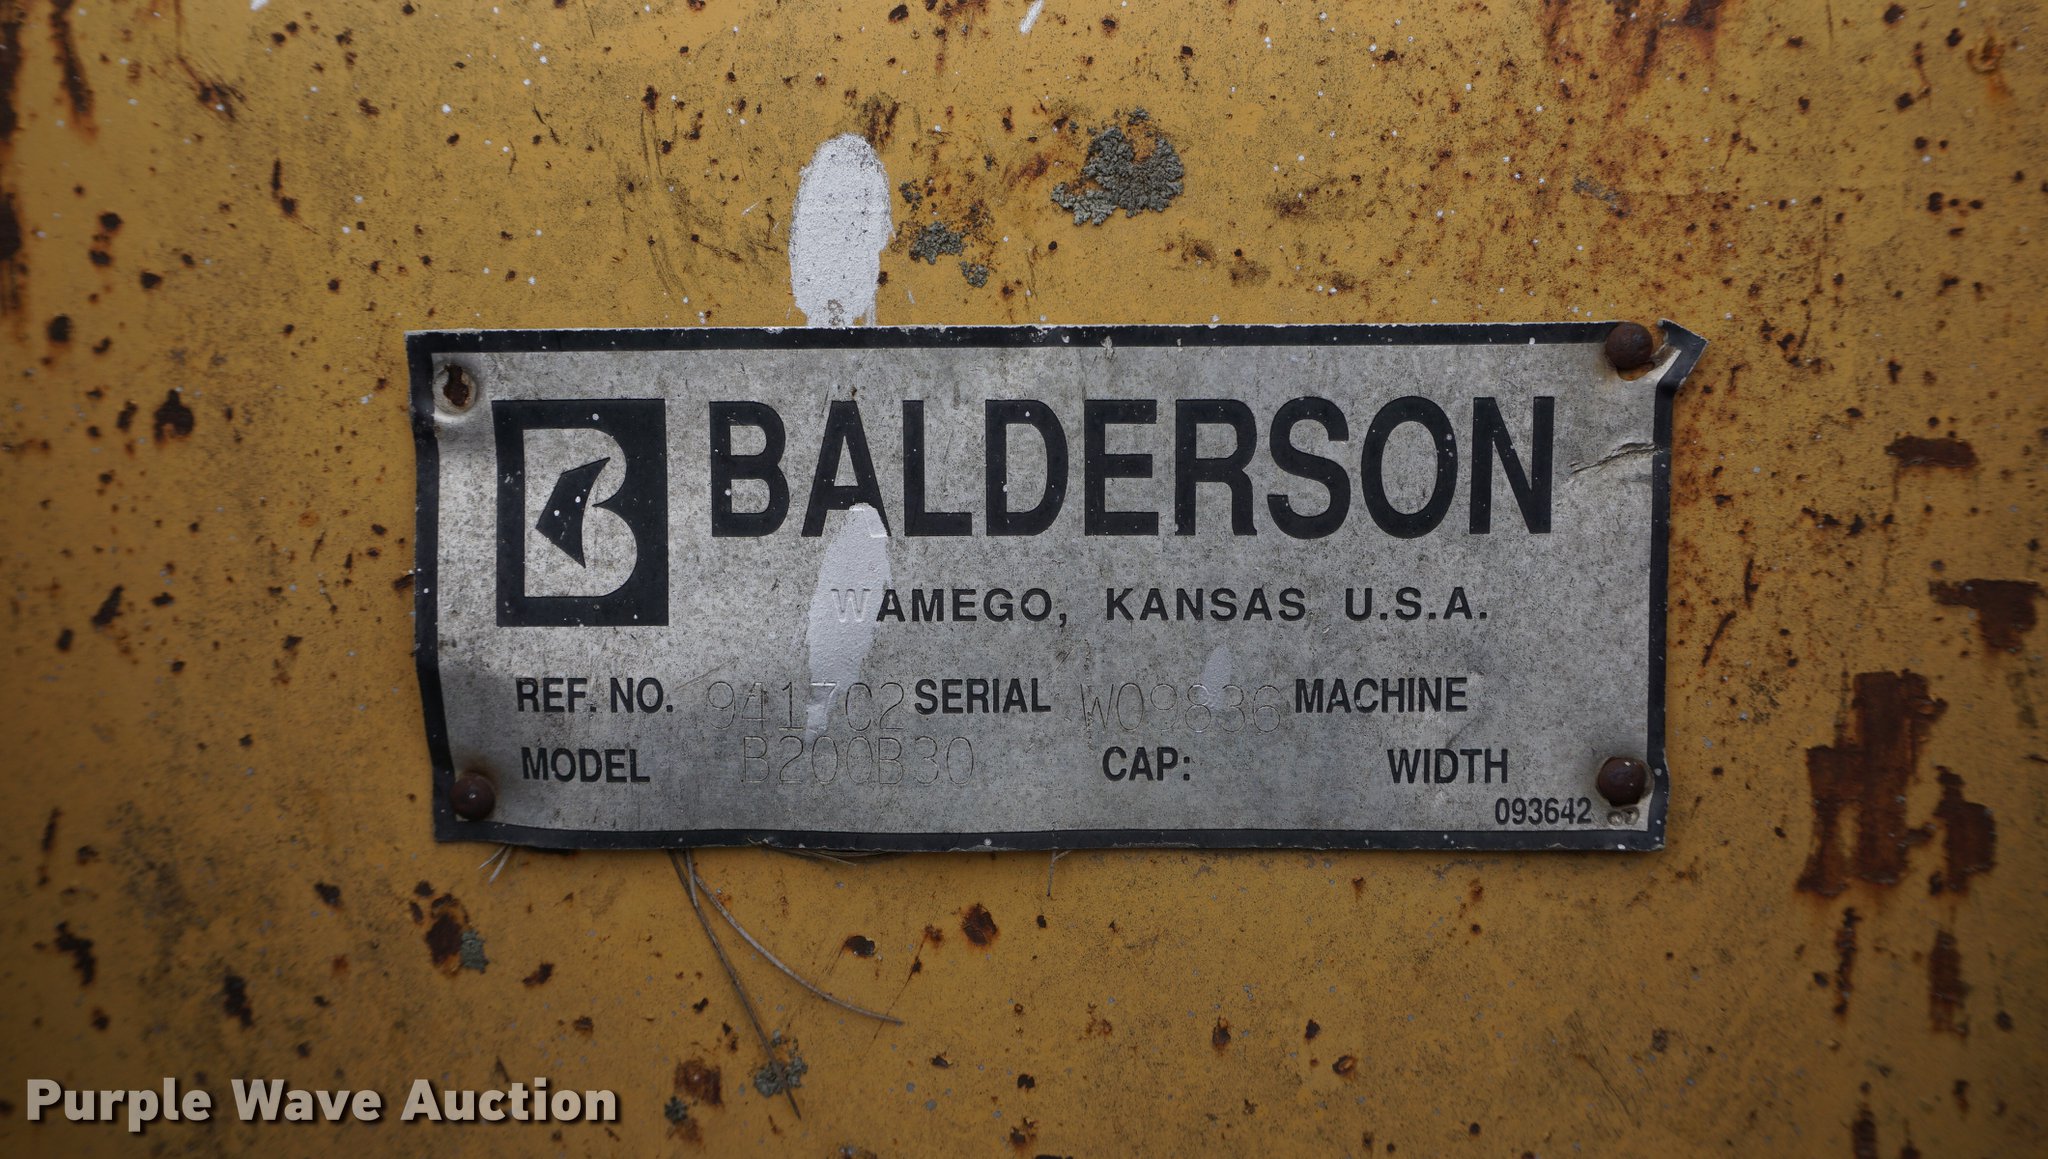 BALDERSON
WAMEGO, KANSAS U.S.A.
REF. NO. 9417C2 SERIAL W09836 MACHINE
MODEL B200B30 CAP: WIDTH
093642
Purple Wave Auction